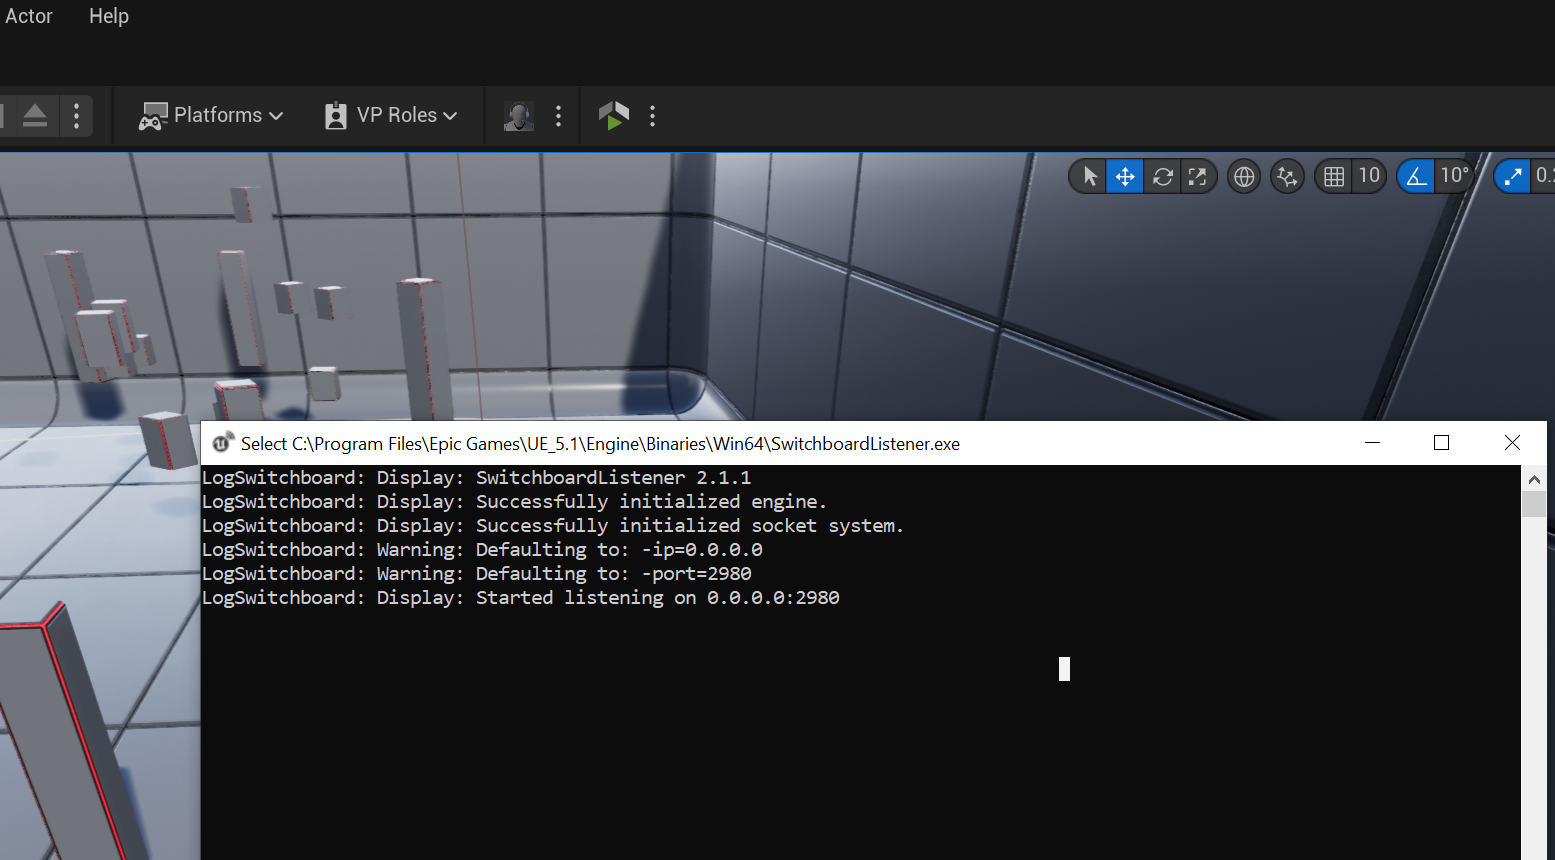 Actor Help
Platforms VP Roles
10 10° 0.2
Select C:\Program Files\Epic Games\UE_5.1\Engine\Binaries\Win64\SwitchboardListener.exe
LogSwitchboard: Display: SwitchboardListener 2.1.1
LogSwitchboard: Display: Successfully initialized engine.
LogSwitchboard: Display: Successfully initialized socket system.
LogSwitchboard: Warning: Defaulting to: -ip=0.0.0.0
LogSwitchboard: Warning: Defaulting to: -port=2980
LogSwitchboard: Display: Started listening on 0.0.0.0:2980